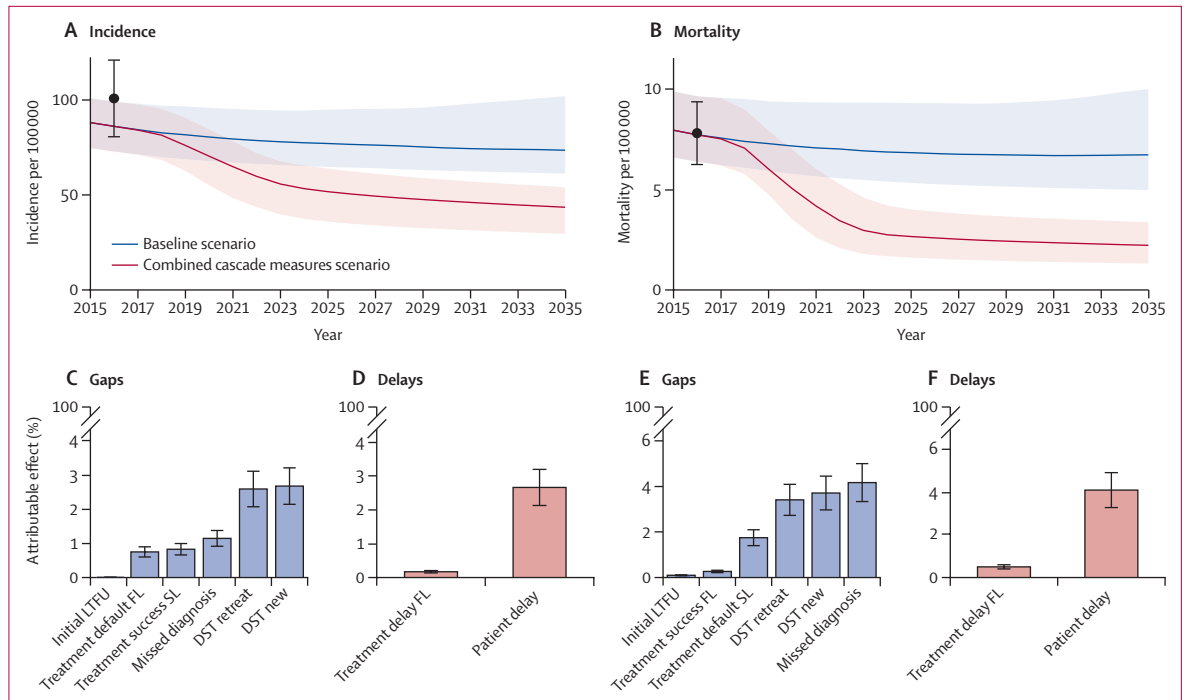 A Incidence
Incidence per 100 000
100
50
0
2015 2017 2019 2021 2023 2025 2027 2029 2031 2033 2035
Year
Baseline scenario
Combined cascade measures scenario
B Mortality
Mortality per 100 000
10
5
0
2015 2017 2019 2021 2023 2025 2027 2029 2031 2033 2035
Year
C Gaps
Attributable effect (%)
100
4
3
2
1
0
Initial LTFU
Treatment default FL
Treatment success SL
Missed diagnosis
DST retreat
DST new
D Delays
100
4
3
2
1
0
Treatment delay FL
Patient delay
E Gaps
100
6
4
2
0
Initial LTFU
Treatment success FL
Treatment default SL
DST retreat
DST new
Missed diagnosis
F Delays
100
6
4
2
0
Treatment delay FL
Patient delay